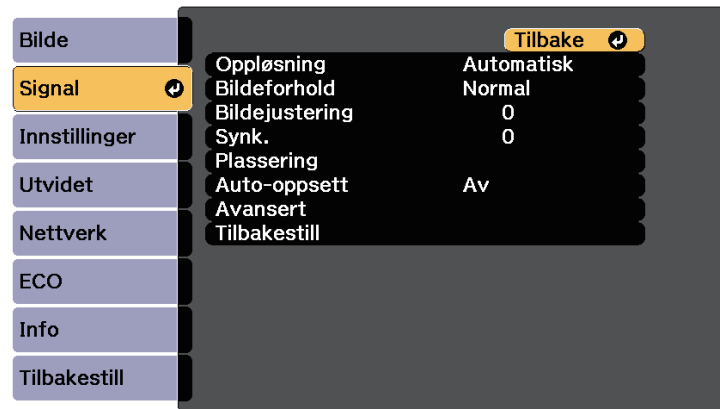 Bilde
Signal
Innstillinger
Utvidet
Nettverk
ECO
Info
Tilbakestill
Tilbake
Oppløsning Automatisk
Bildeforhold Normal
Bildejustering 0
Synk. 0
Plassering
Auto-oppsett Av
Avansert
Tilbakestill